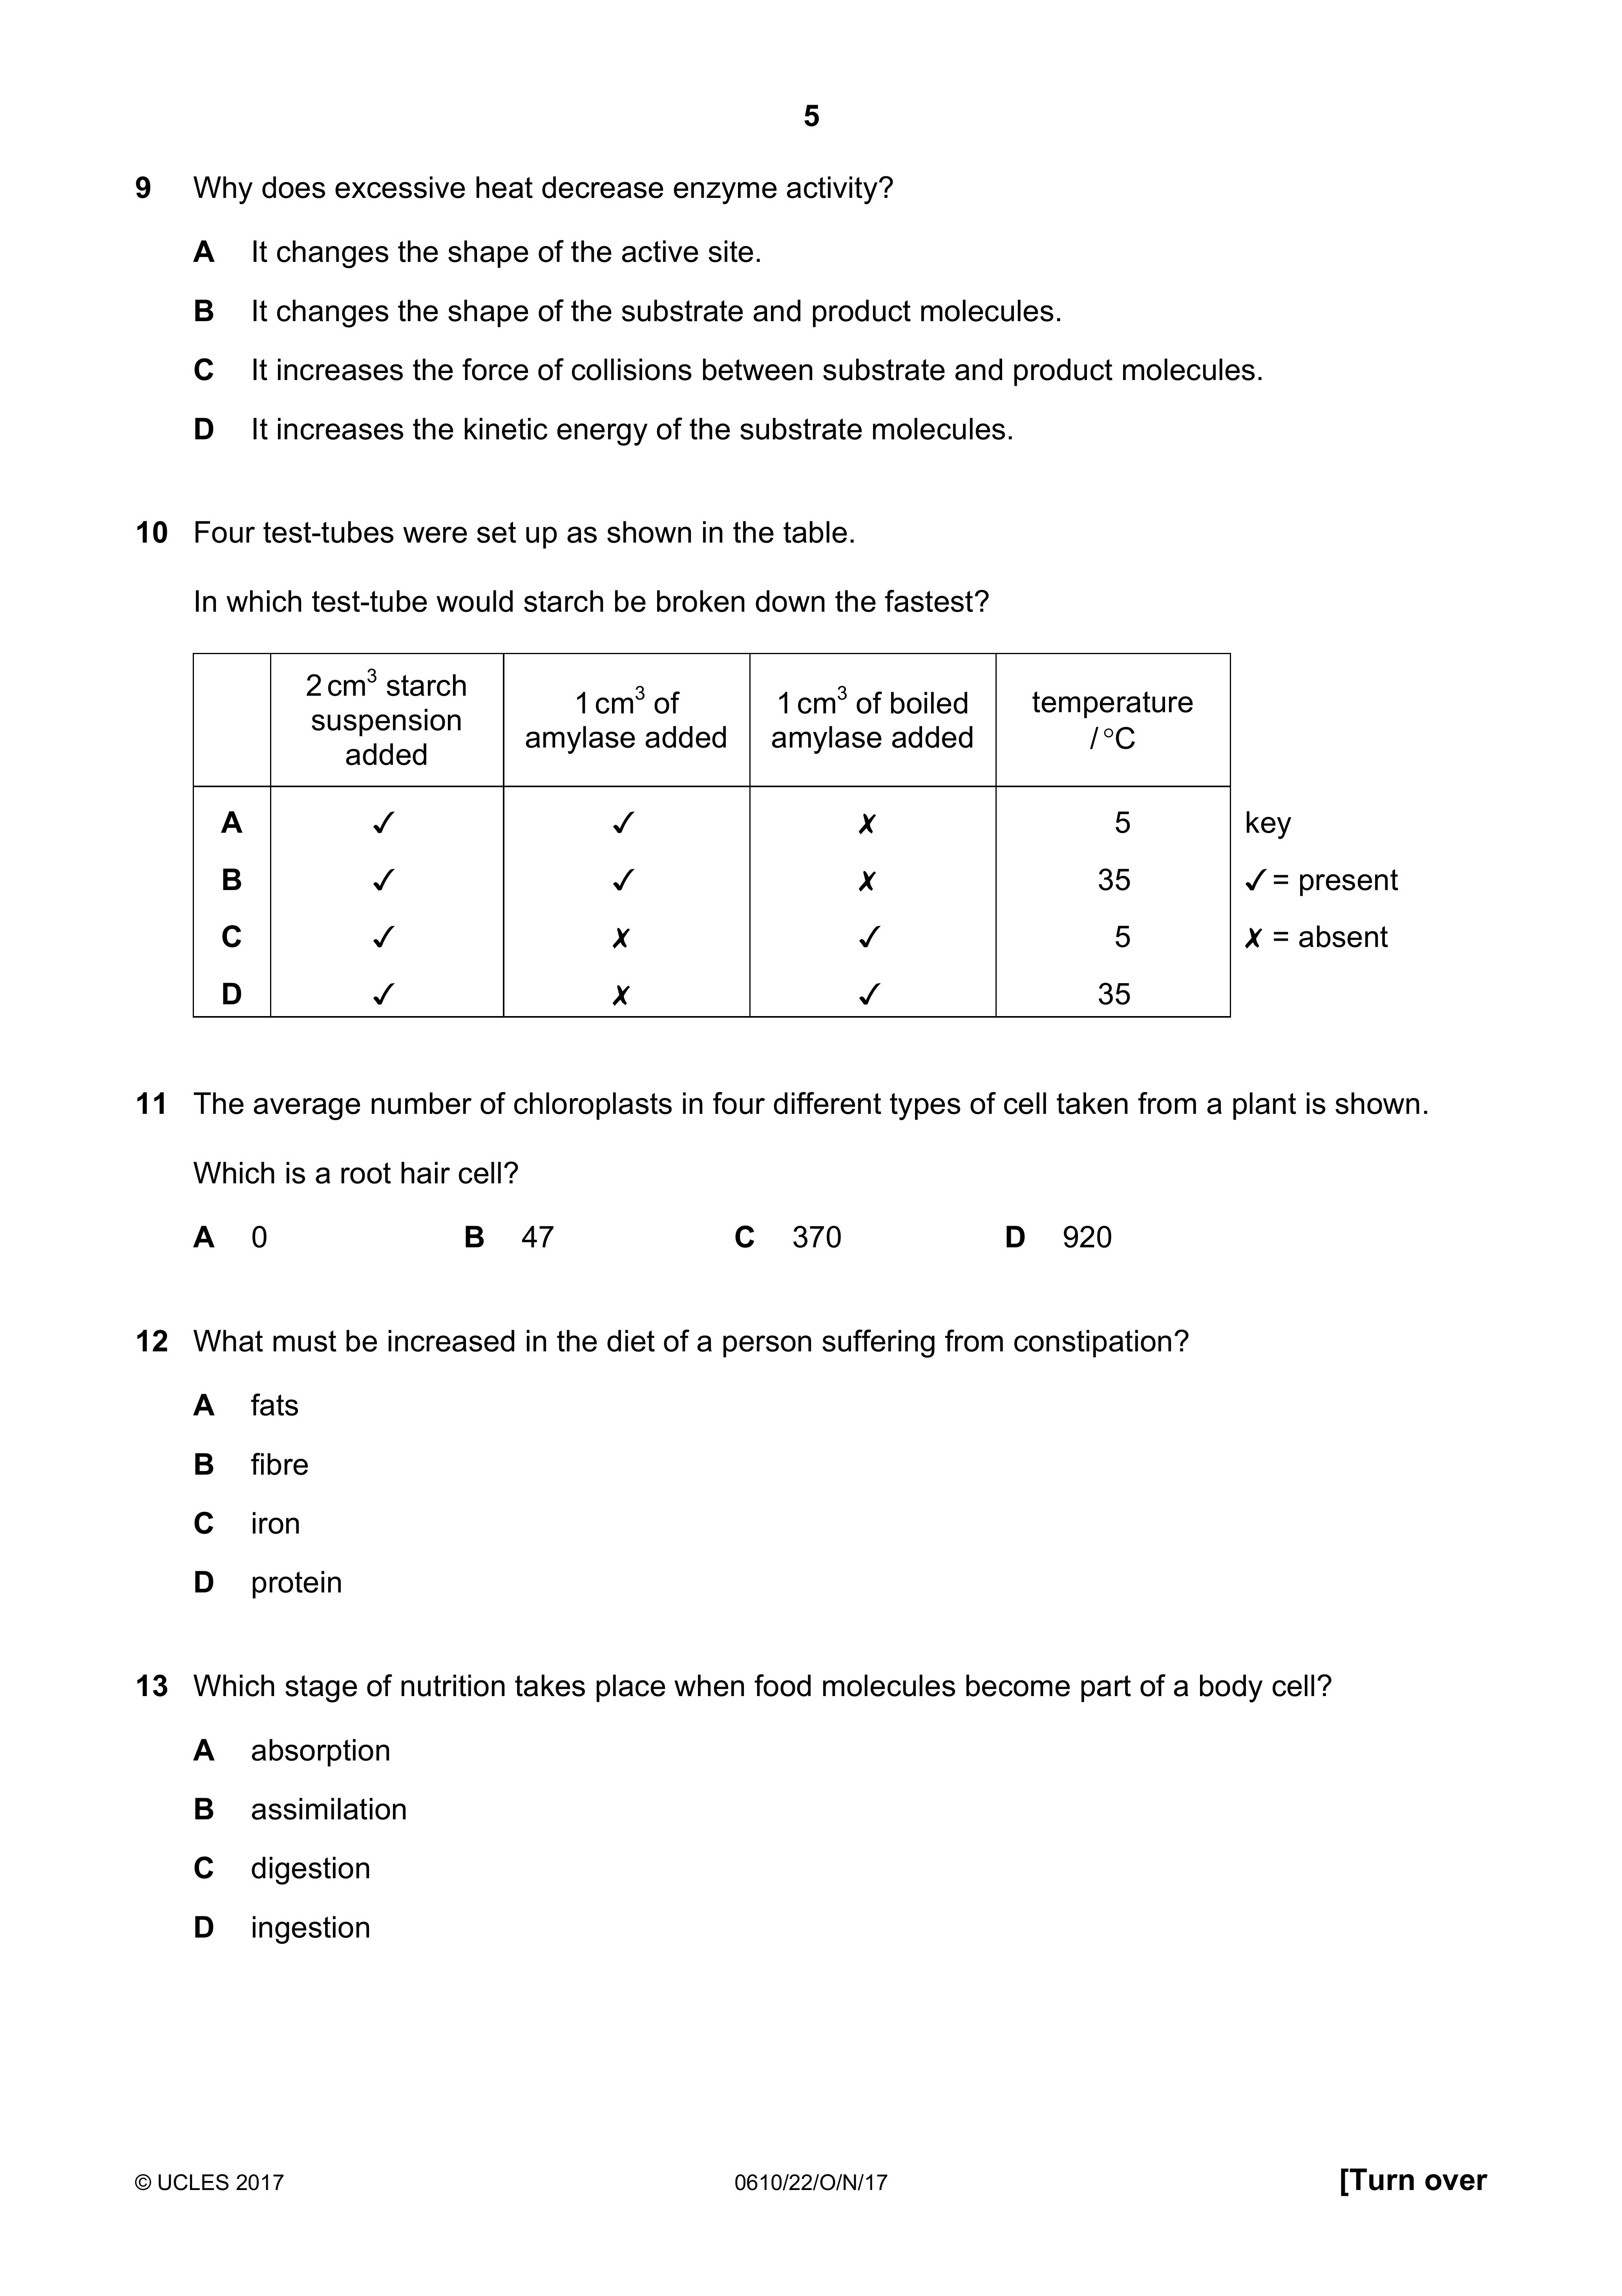 5
9 Why does excessive heat decrease enzyme activity?
A It changes the shape of the active site.
B It changes the shape of the substrate and product molecules.
C It increases the force of collisions between substrate and product molecules.
D It increases the kinetic energy of the substrate molecules.
10 Four test-tubes were set up as shown in the table.
In which test-tube would starch be broken down the fastest?
2 cm³ starch suspension added | 1 cm³ of amylase added | 1 cm³ of boiled amylase added | temperature / °C
A ✓ ✓ ✗ 5 key
B ✓ ✓ ✗ 35 ✓ = present
C ✓ ✗ ✓ 5 ✗ = absent
D ✓ ✗ ✓ 35
11 The average number of chloroplasts in four different types of cell taken from a plant is shown.
Which is a root hair cell?
A 0 B 47 C 370 D 920
12 What must be increased in the diet of a person suffering from constipation?
A fats
B fibre
C iron
D protein
13 Which stage of nutrition takes place when food molecules become part of a body cell?
A absorption
B assimilation
C digestion
D ingestion
© UCLES 2017 0610/22/O/N/17 [Turn over